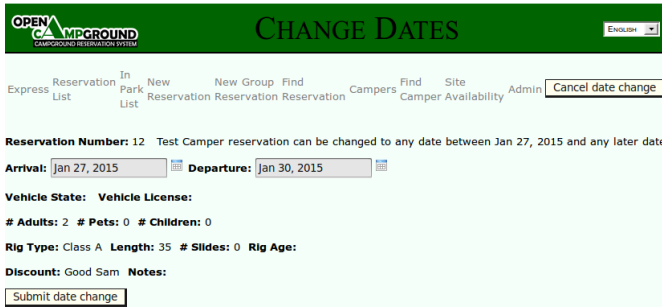 OPEN
CAMPGROUND
CAMPGROUND RESERVATION SYSTEM
CHANGE DATES
ENGLISH
Express Reservation List In Park List New Reservation New Group Reservation Find Reservation Campers Find Camper Site Availability Admin Cancel date change
Reservation Number: 12 Test Camper reservation can be changed to any date between Jan 27, 2015 and any later date
Arrival: Jan 27, 2015 Departure: Jan 30, 2015
Vehicle State: Vehicle License:
# Adults: 2 # Pets: 0 # Children: 0
Rig Type: Class A Length: 35 # Slides: 0 Rig Age:
Discount: Good Sam Notes:
Submit date change